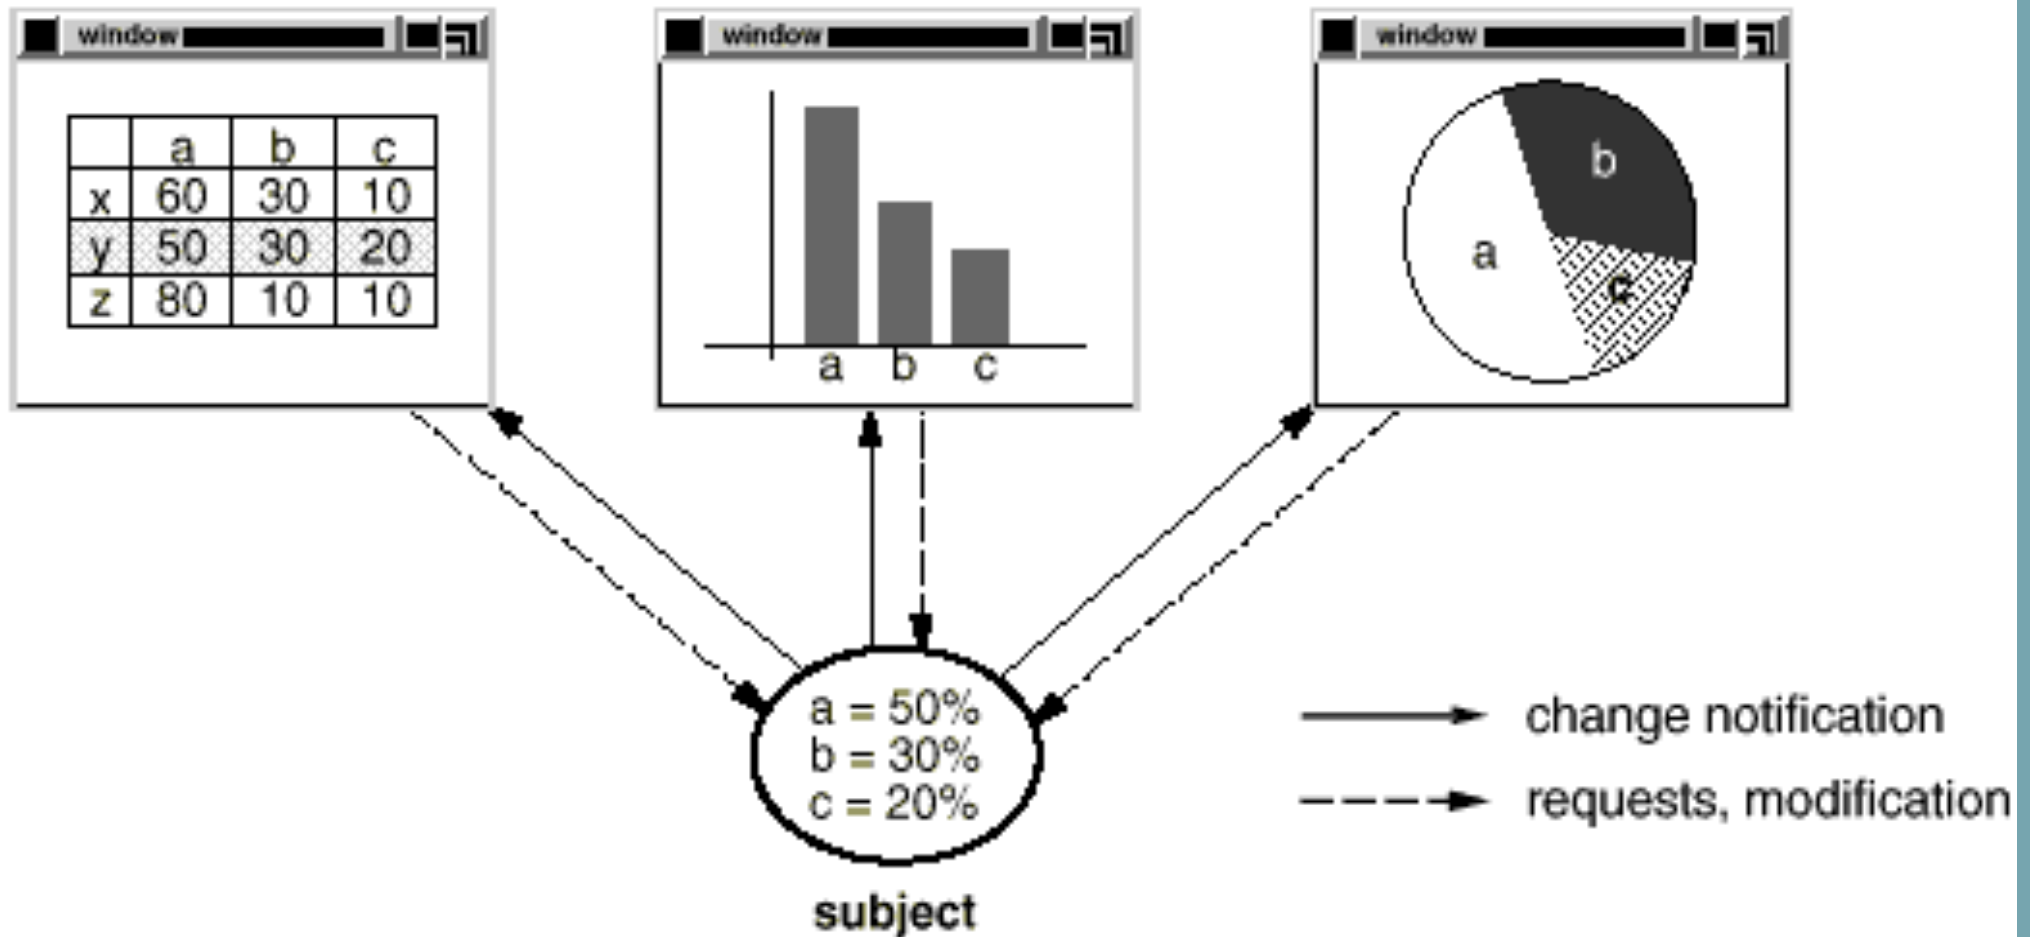 window
a b c
x 60 30 10
y 50 30 20
z 80 10 10
window
a b c
window
b
a
c
a = 50%
b = 30%
c = 20%
subject
change notification
requests, modification